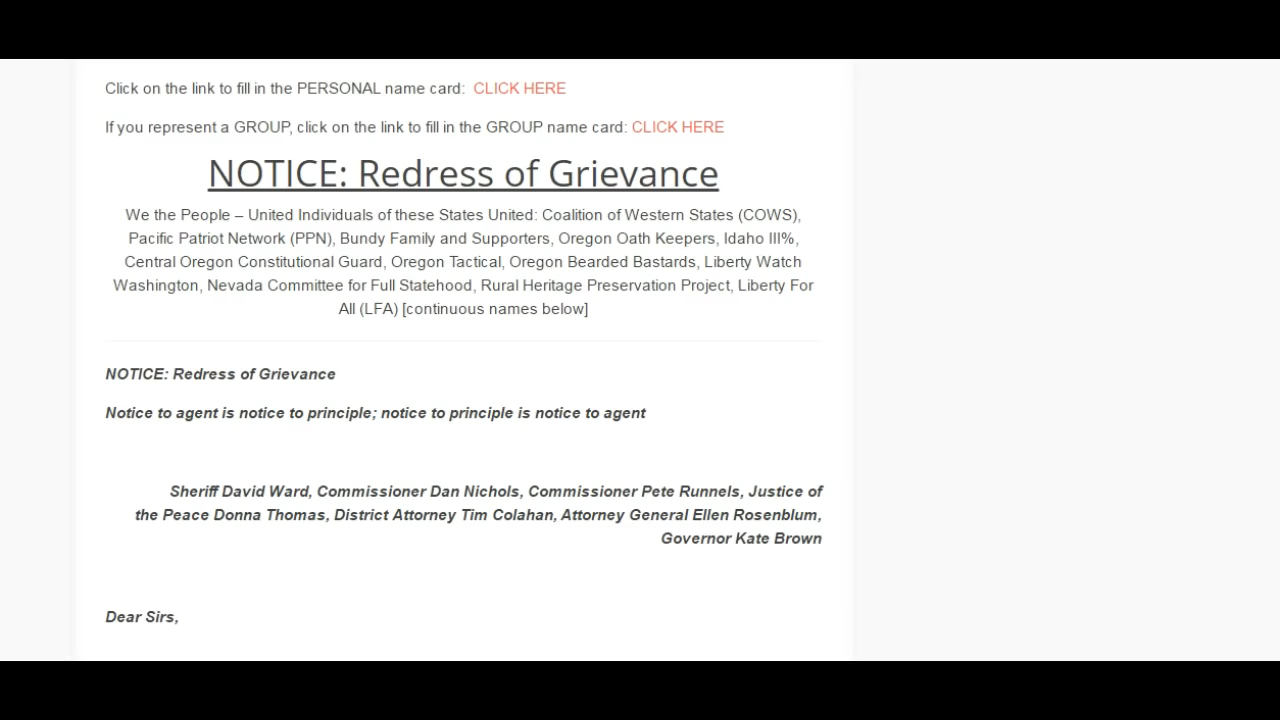 Click on the link to fill in the PERSONAL name card: CLICK HERE
If you represent a GROUP, click on the link to fill in the GROUP name card: CLICK HERE
NOTICE: Redress of Grievance
We the People – United Individuals of these States United: Coalition of Western States (COWS),
Pacific Patriot Network (PPN), Bundy Family and Supporters, Oregon Oath Keepers, Idaho III%,
Central Oregon Constitutional Guard, Oregon Tactical, Oregon Bearded Bastards, Liberty Watch
Washington, Nevada Committee for Full Statehood, Rural Heritage Preservation Project, Liberty For
All (LFA) [continuous names below]
NOTICE: Redress of Grievance
Notice to agent is notice to principle; notice to principle is notice to agent
Sheriff David Ward, Commissioner Dan Nichols, Commissioner Pete Runnels, Justice of
the Peace Donna Thomas, District Attorney Tim Colahan, Attorney General Ellen Rosenblum,
Governor Kate Brown
Dear Sirs,